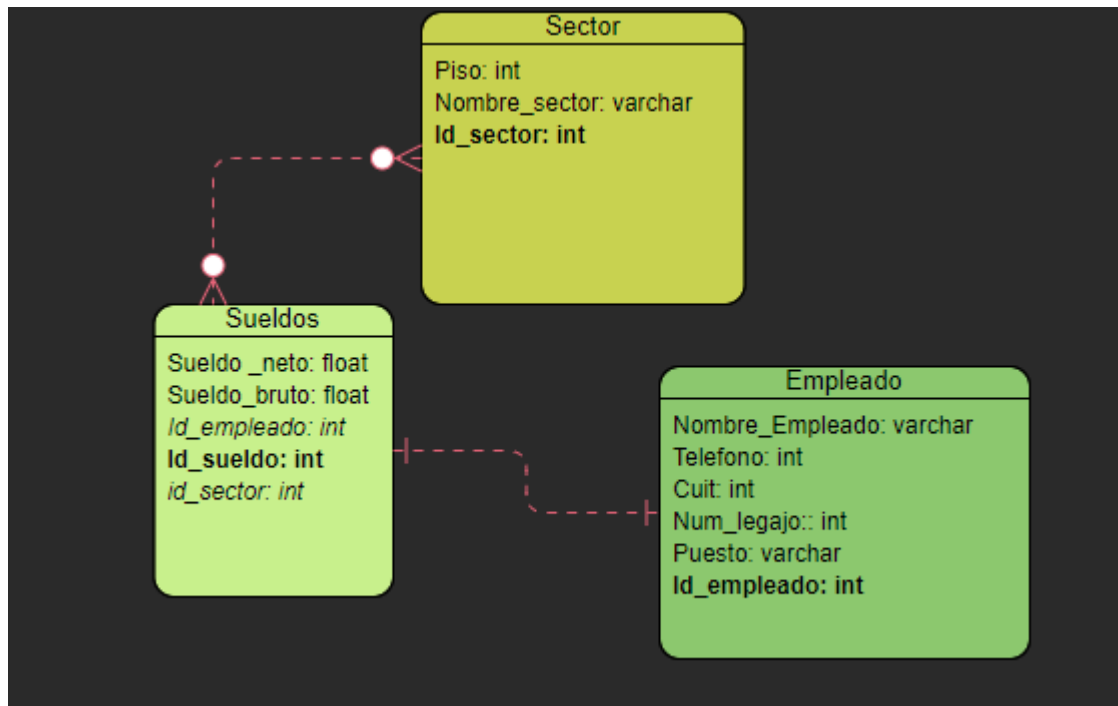 Sector
Piso: int
Nombre_sector: varchar
Id_sector: int
Sueldos
Sueldo _neto: float
Sueldo_bruto: float
Id_empleado: int
Id_sueldo: int
id_sector: int
Empleado
Nombre_Empleado: varchar
Telefono: int
Cuit: int
Num_legajo:: int
Puesto: varchar
Id_empleado: int